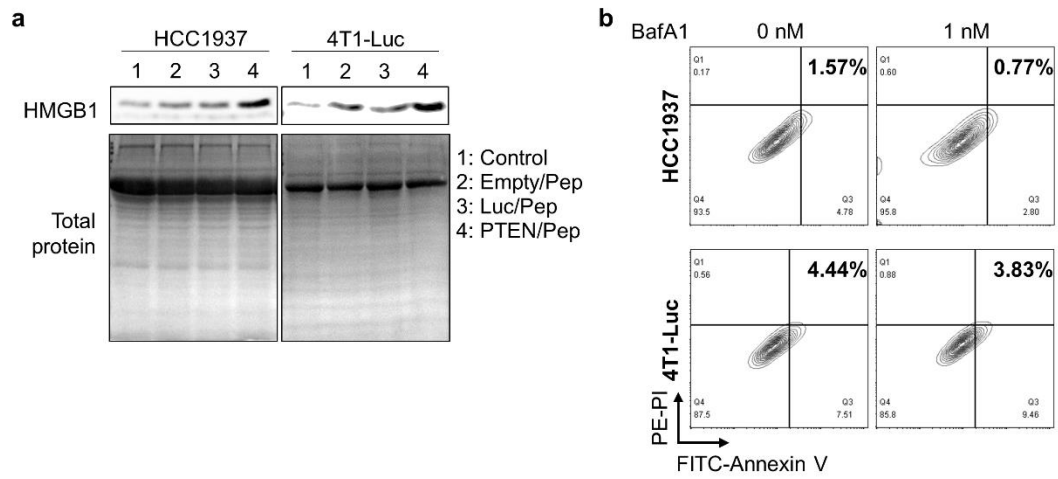 a
HCC1937
4T1-Luc
1 2 3 4
1 2 3 4
HMGB1
Total
protein
1: Control
2: Empty/Pep
3: Luc/Pep
4: PTEN/Pep
b
BafA1
0 nM
1 nM
HCC1937
Q1
0.17
1.57%
Q4
93.5
Q3
4.78
Q1
0.60
0.77%
Q4
95.8
Q3
2.80
4T1-Luc
Q1
0.56
4.44%
Q4
87.5
Q3
7.51
Q1
0.88
3.83%
Q4
85.8
Q3
9.46
PE-PI
FITC-Annexin V